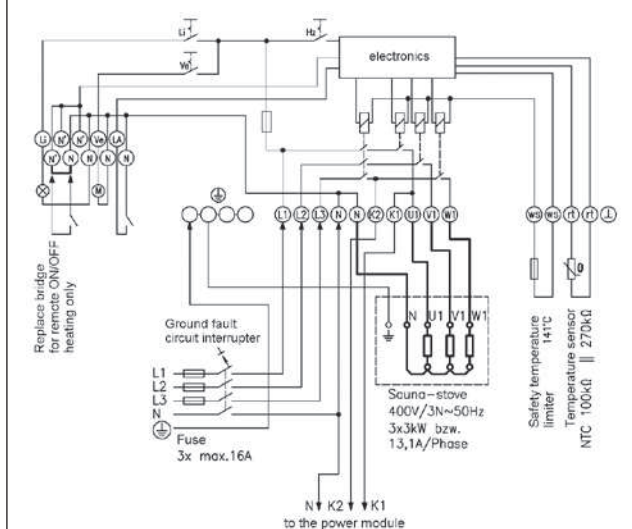 Li
Hs
Ve
electronics
Li N' N' Ve LA
N' N N N N
L1 L2 L3 N N K2 K1 U1 V1 W1
ws ws rt rt
M
Replace bridge
for remote ON/OFF
heating only
Ground fault
circuit interrupter
L1
L2
L3
N
Fuse
3x max.16A
N U1 V1 W1
Sauna-stove
400V/3N~50Hz
3x3kW bzw.
13,1A/Phase
Safety temperature
limiter 141°C
Temperature sensor
NTC 100kΩ || 270kΩ
N K2 K1
to the power module